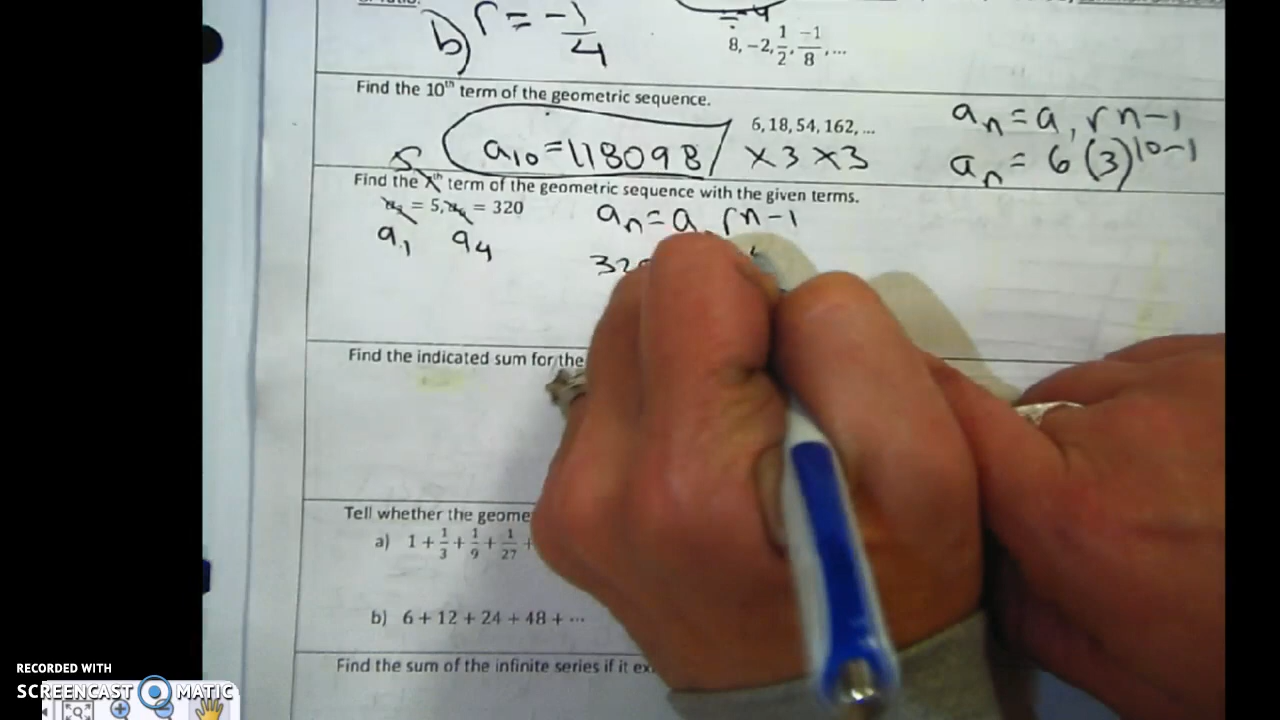 b) r = -1/4
8, -2, 1/2, -1/8, ...
Find the 10th term of the geometric sequence.
6, 18, 54, 162, ...
a10 = 118098
×3 ×3
an = a1 r n-1
an = 6(3)^10-1
5
Find the th term of the geometric sequence with the given terms.
= 5, = 320
a1 a4
an = a1 r n-1
Find the indicated sum for the
Tell whether the geome
a) 1 + 1/3 + 1/9 + 1/27 +
b) 6 + 12 + 24 + 48 + ...
Find the sum of the infinite series if it ex
RECORDED WITH
SCREENCAST MATIC